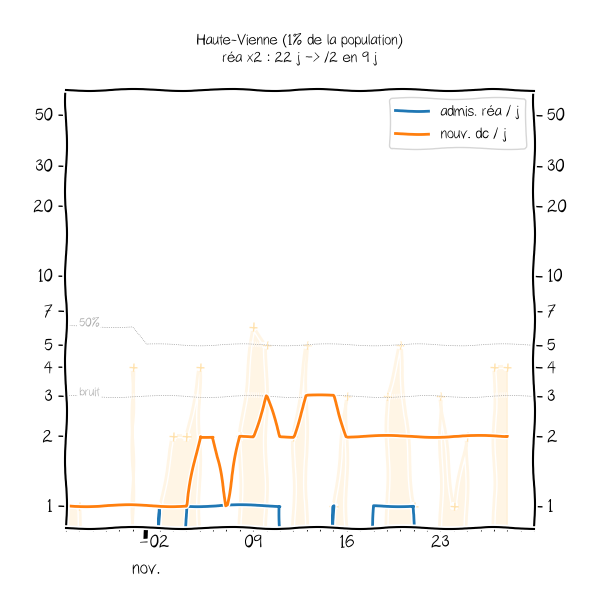 Haute-Vienne (1% de la population)
réa x2 : 22 j -> /2 en 9 j
admis. réa / j
nouv. dc / j
50 50
30 30
20 20
10 10
7 7
50%
5 5
4 4
bruit
3 3
2 2
1 1
02 09 16 23
nov.